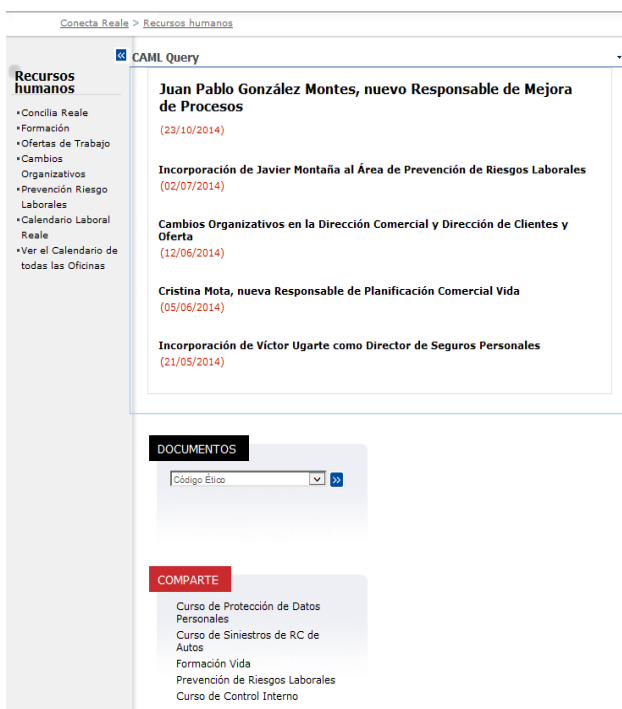 Conecta Reale > Recursos humanos
Recursos
humanos
▪Concilia Reale
▪Formación
▪Ofertas de Trabajo
▪Cambios
Organizativos
▪Prevención Riesgo
Laborales
▪Calendario Laboral
Reale
▪Ver el Calendario de
todas las Oficinas
CAML Query
Juan Pablo González Montes, nuevo Responsable de Mejora
de Procesos
(23/10/2014)
Incorporación de Javier Montaña al Área de Prevención de Riesgos Laborales
(02/07/2014)
Cambios Organizativos en la Dirección Comercial y Dirección de Clientes y
Oferta
(12/06/2014)
Cristina Mota, nueva Responsable de Planificación Comercial Vida
(05/06/2014)
Incorporación de Víctor Ugarte como Director de Seguros Personales
(21/05/2014)
DOCUMENTOS
Código Ético
COMPARTE
Curso de Protección de Datos
Personales
Curso de Siniestros de RC de
Autos
Formación Vida
Prevención de Riesgos Laborales
Curso de Control Interno